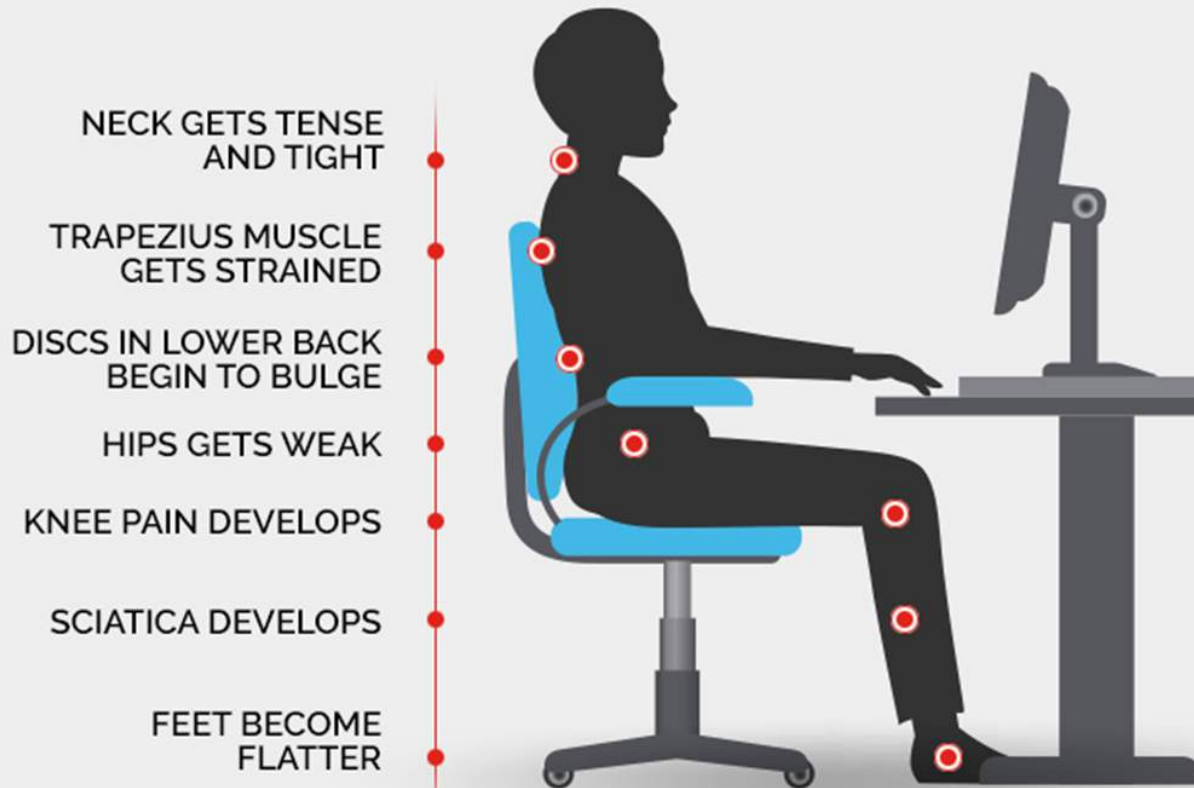 NECK GETS TENSE
AND TIGHT
TRAPEZIUS MUSCLE
GETS STRAINED
DISCS IN LOWER BACK
BEGIN TO BULGE
HIPS GETS WEAK
KNEE PAIN DEVELOPS
SCIATICA DEVELOPS
FEET BECOME
FLATTER